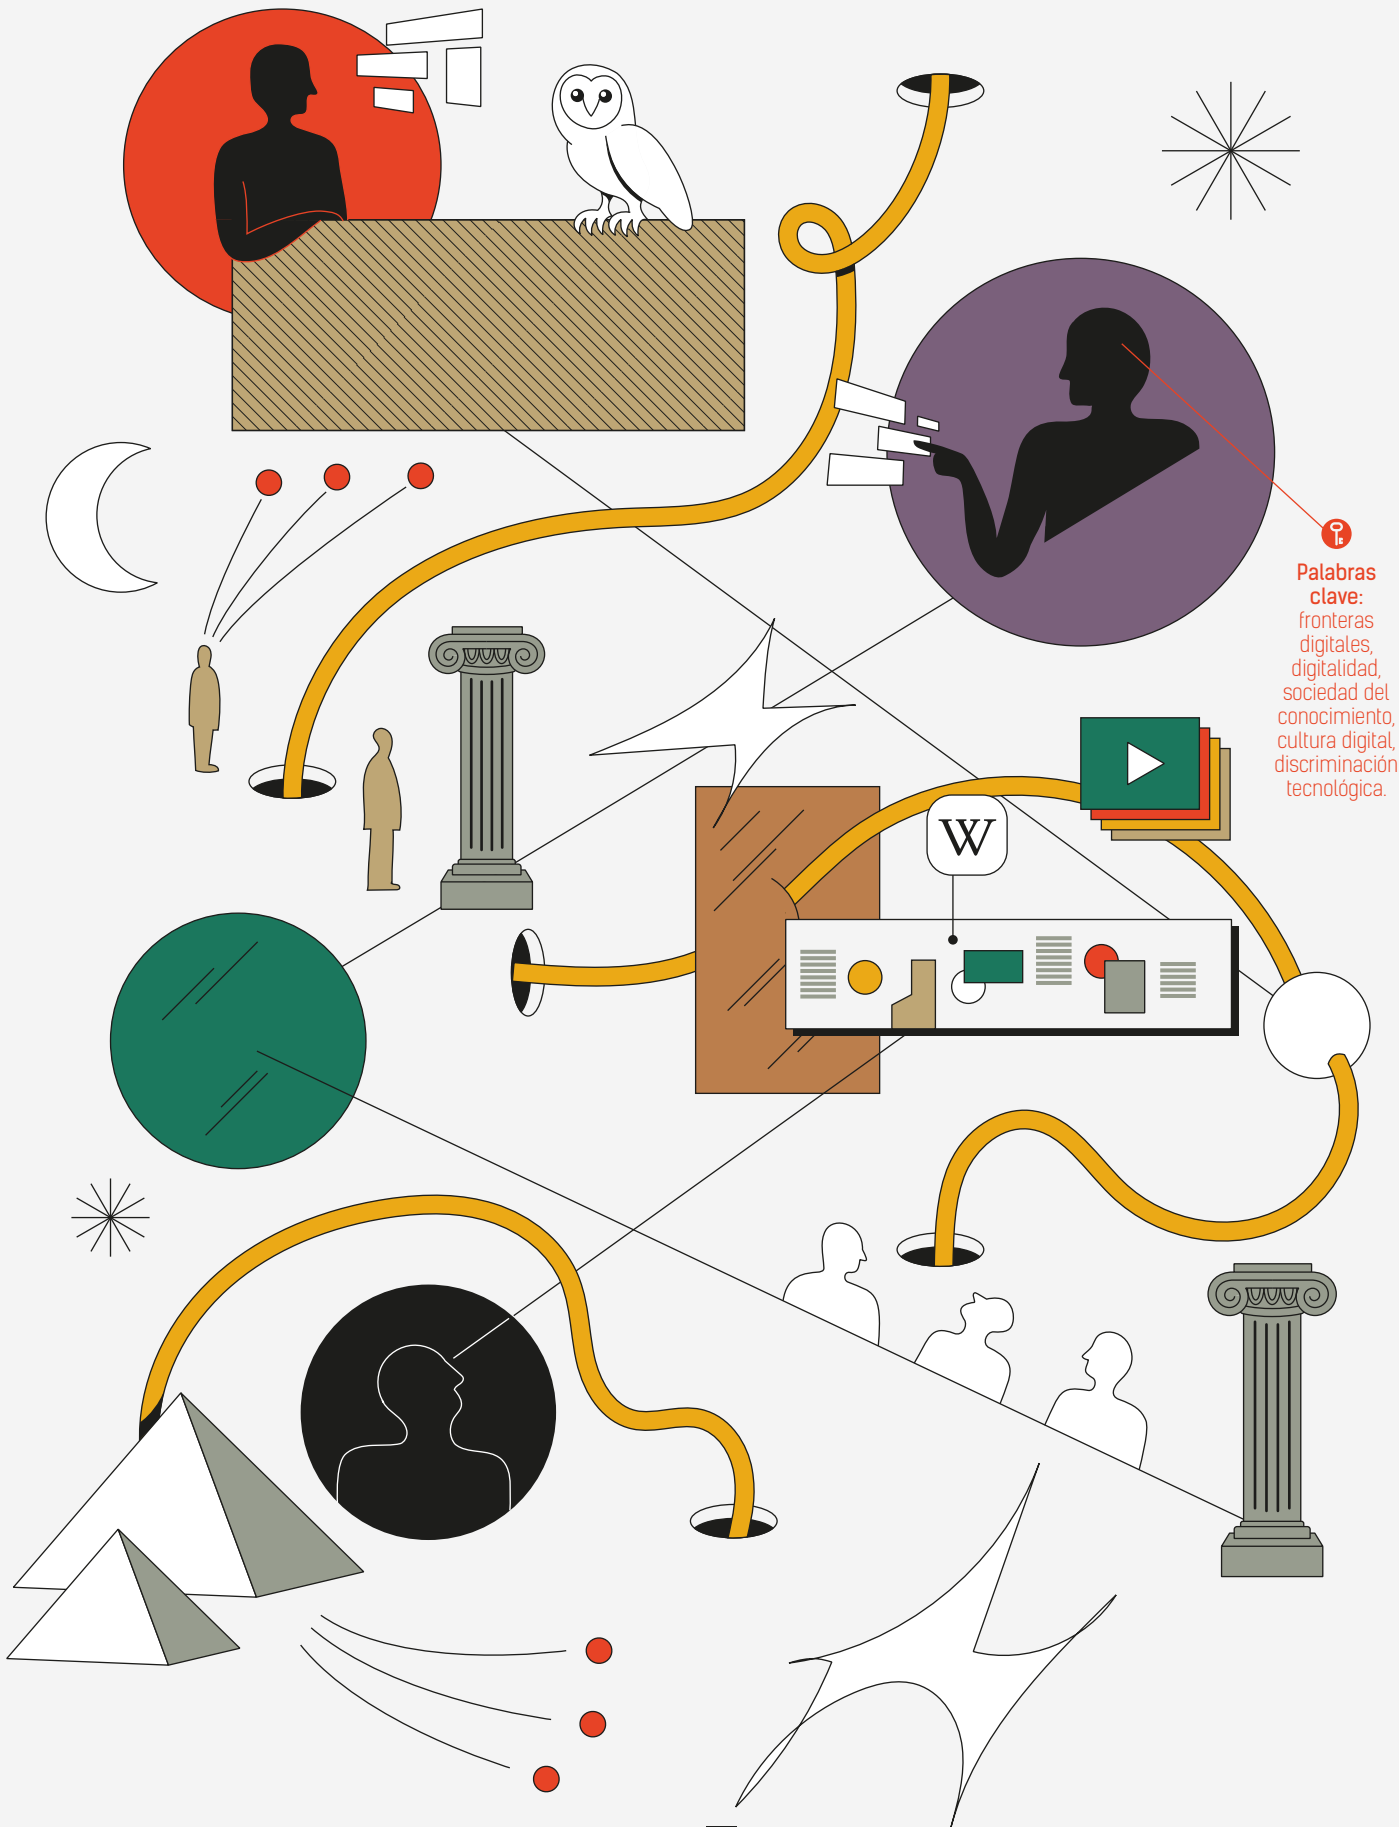 W
Palabras
clave:
fronteras
digitales,
digitalidad,
sociedad del
conocimiento,
cultura digital,
discriminación
tecnológica.